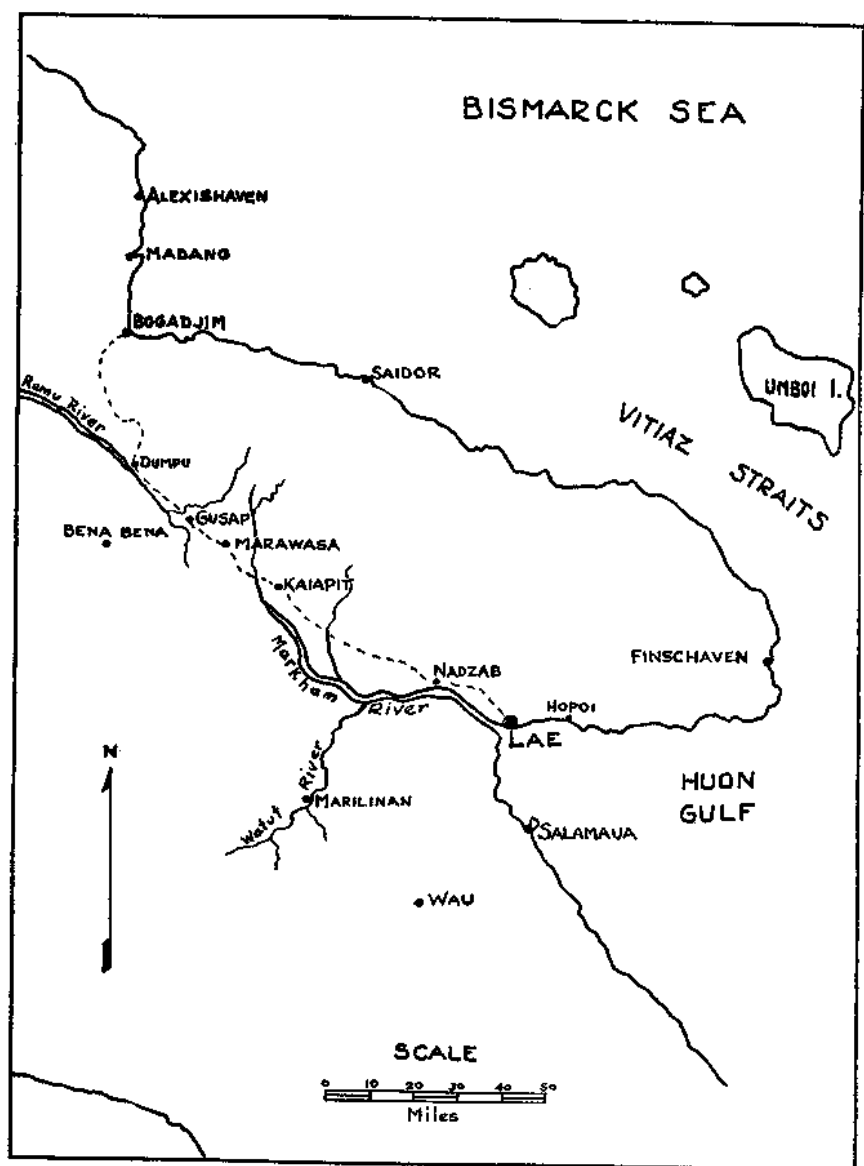 BISMARCK SEA
ALEXISHAVEN
MADANG
BOGADJIM
SAIDOR
UMBOI I.
VITIAZ
STRAITS
Ramu River
DUMPU
GUSAP
BENA BENA
MARAWASA
KAIAPIT
FINSCHAVEN
NADZAB
Markham
River
HOPOI
LAE
N
HUON
GULF
Watut River
MARILINAN
SALAMAUA
WAU
SCALE
0 10 20 30 40 50
Miles